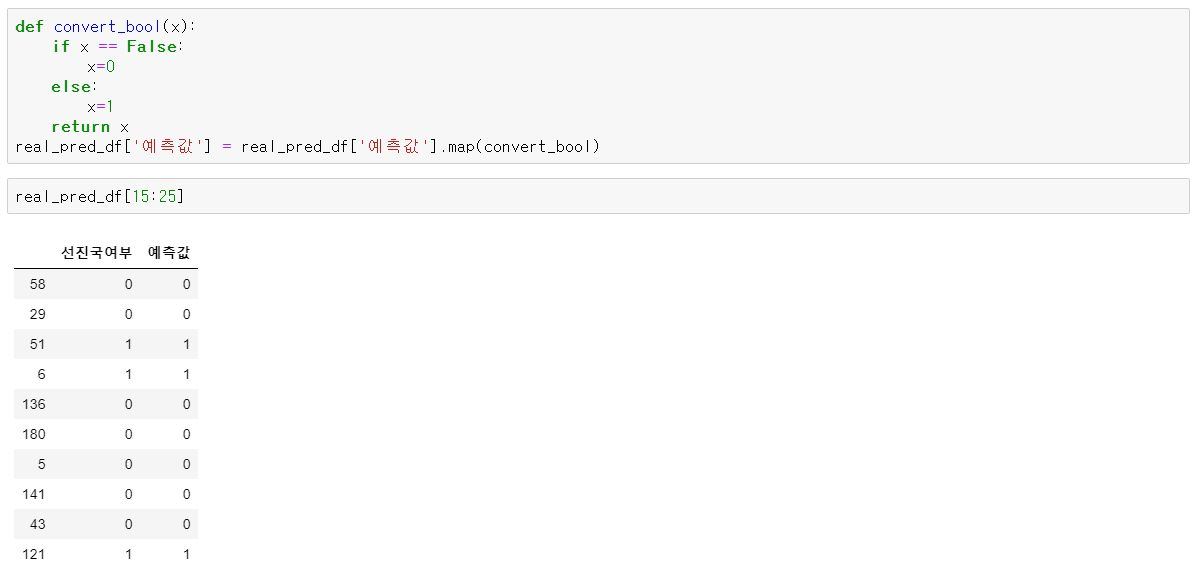 def convert_bool(x):
    if x == False:
        x=0
    else:
        x=1
    return x
real_pred_df['예측값'] = real_pred_df['예측값'].map(convert_bool)
real_pred_df[15:25]
선진국여부 예측값
58 0 0
29 0 0
51 1 1
6 1 1
136 0 0
180 0 0
5 0 0
141 0 0
43 0 0
121 1 1